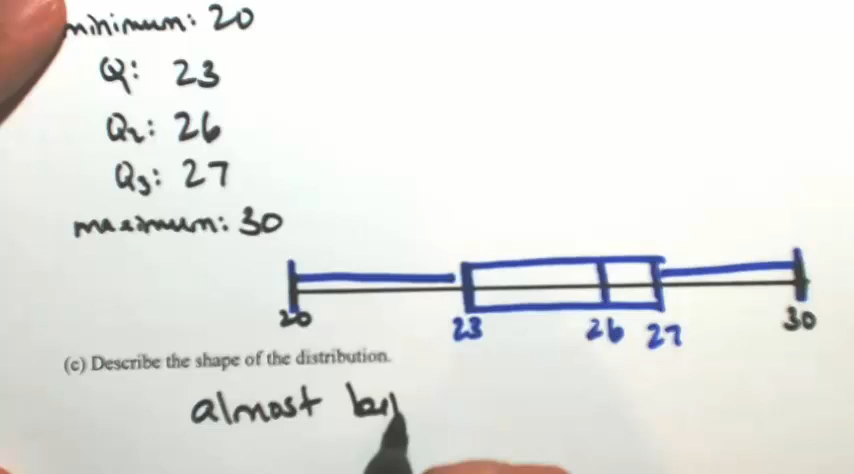 minimum: 20
Q: 23
Q2: 26
Q3: 27
maximum: 30
20 23 26 27 30
(c) Describe the shape of the distribution.
almost